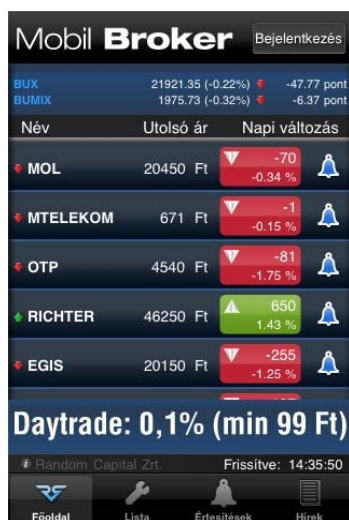 Mobil Broker Bejelentkezés
BUX 21921.35 (-0.22%) -47.77 pont
BUMIX 1975.73 (-0.32%) -6.37 pont
Név Utolsó ár Napi változás
MOL 20450 Ft -70
-0.34 %
MTELEKOM 671 Ft -1
-0.15 %
OTP 4540 Ft -81
-1.75 %
RICHTER 46250 Ft 650
1.43 %
EGIS 20150 Ft -255
-1.25 %
Daytrade: 0,1% (min 99 Ft)
Random Capital Zrt. Frissítve: 14:35:50
Főoldal Lista Értesítések Hírek